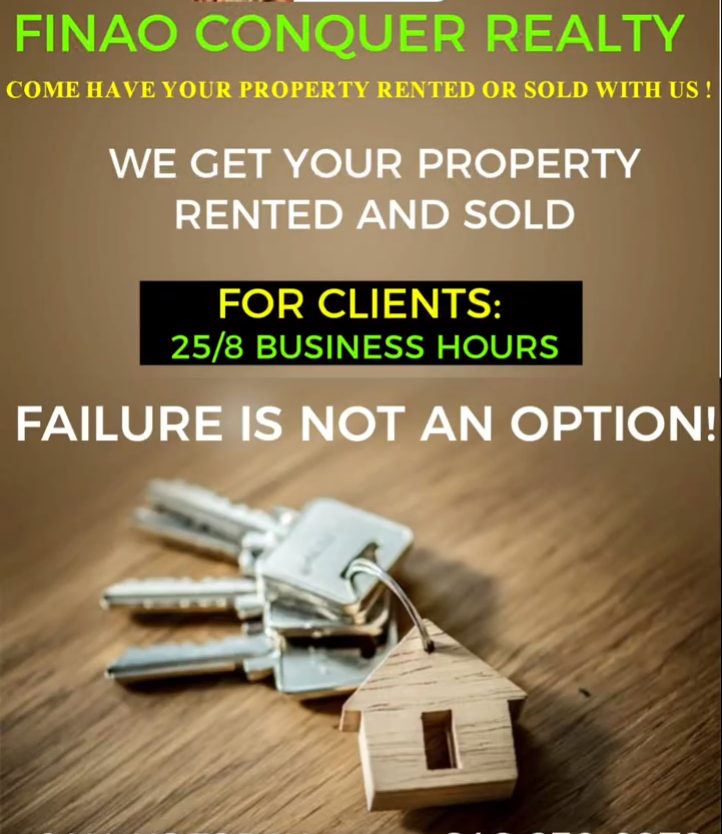 FINAO CONQUER REALTY
COME HAVE YOUR PROPERTY RENTED OR SOLD WITH US !
WE GET YOUR PROPERTY
RENTED AND SOLD
FOR CLIENTS:
25/8 BUSINESS HOURS
FAILURE IS NOT AN OPTION!